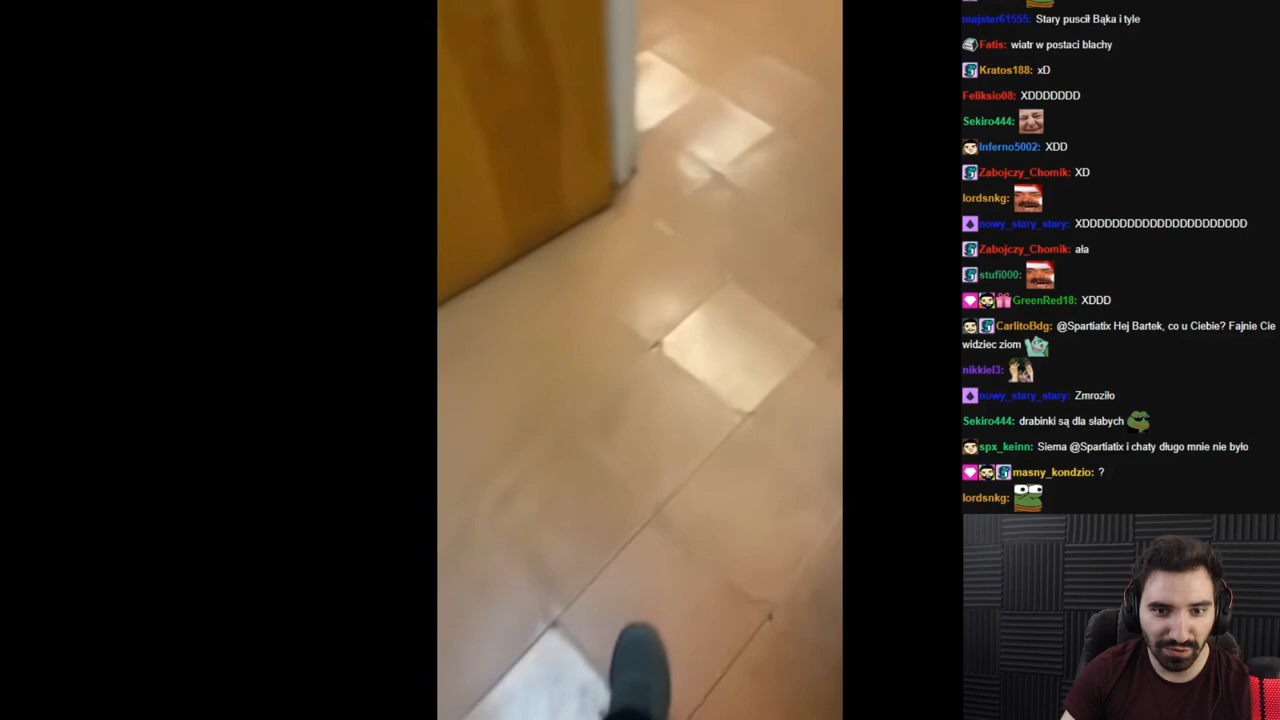 majster61555: Stary puscił Bąka i tyle
Fatis: wiatr w postaci blachy
Kratos188: xD
Feliksio08: XDDDDDDD
Sekiro444:
Inferno5002: XDD
Zabojczy_Chomik: XD
lordsnkg:
nowy_stary_stary: XDDDDDDDDDDDDDDDDDDDDDD
Zabojczy_Chomik: ała
stufi000:
GreenRed18: XDDD
CarlitoBdg: @Spartiatix Hej Bartek, co u Ciebie? Fajnie Cie
widziec ziom
nikkiel3:
nowy_stary_stary: Zmroziło
Sekiro444: drabinki są dla słabych
spx_keinn: Siema @Spartiatix i chaty długo mnie nie było
masny_kondzio: ?
lordsnkg: